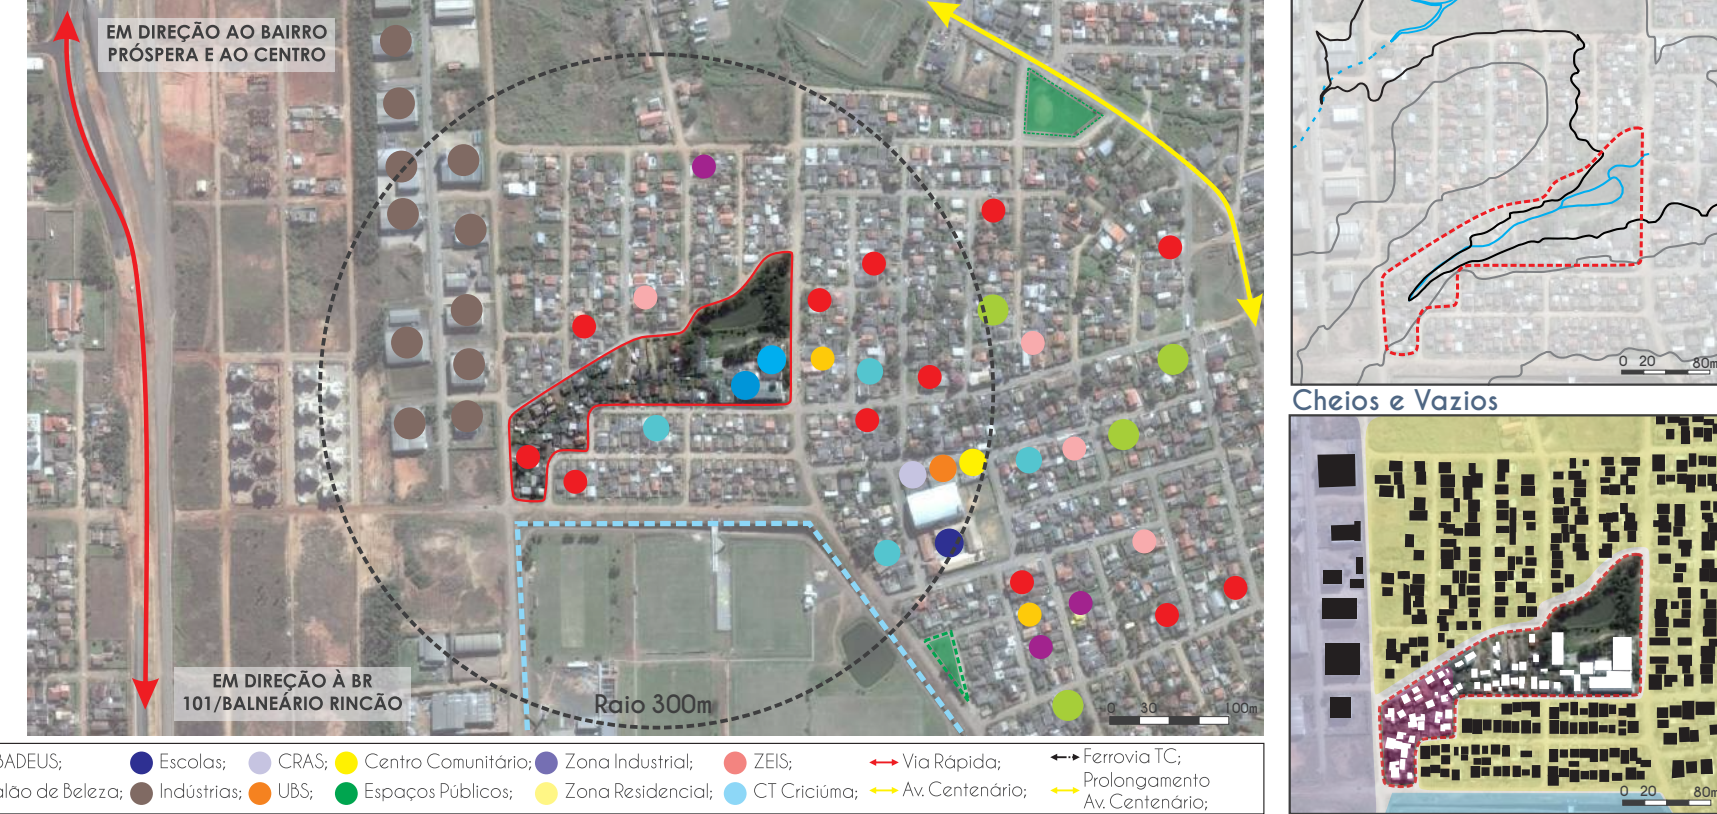 EM DIREÇÃO AO BAIRRO
PRÓSPERA E AO CENTRO
EM DIREÇÃO À BR
101/BALNEÁRIO RINCÃO
Raio 300m
0 30 100m
0 20 80m
Cheios e Vazios
0 20 80m
BADEUS; Escolas; CRAS; Centro Comunitário; Zona Industrial; ZEIS; Via Rápida; Ferrovia TC;
alão de Beleza; Indústrias; UBS; Espaços Públicos; Zona Residencial; CT Criciúma; Av. Centenário; Prolongamento
Av. Centenário;